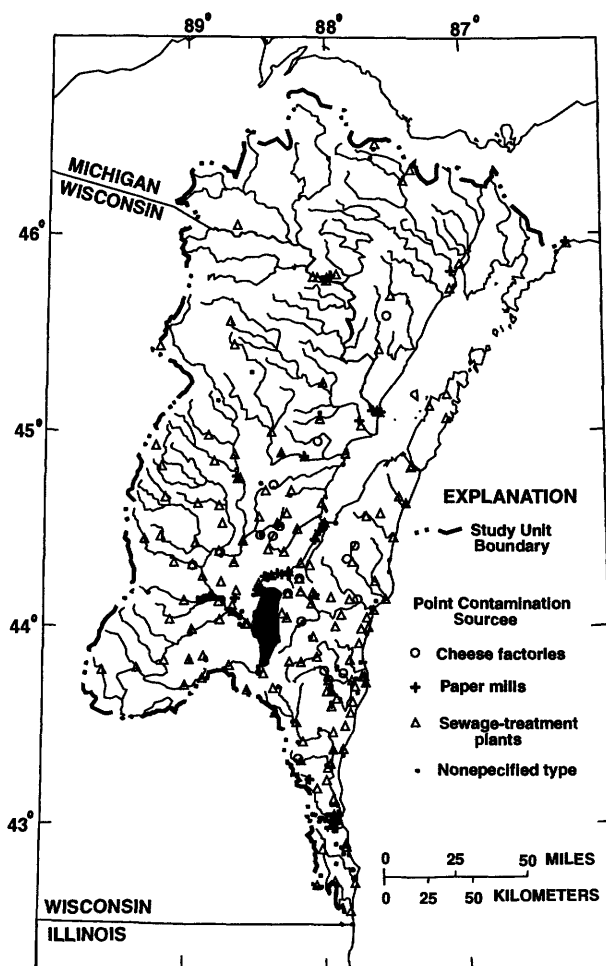 89° 88° 87°
MICHIGAN
WISCONSIN
46°
45°
EXPLANATION
Study Unit
Boundary
Point Contamination
Sourcee
44°
Cheese factories
Paper mills
Sewage-treatment
plants
Nonepecified type
43°
0 25 50 MILES
0 25 50 KILOMETERS
WISCONSIN
ILLINOIS